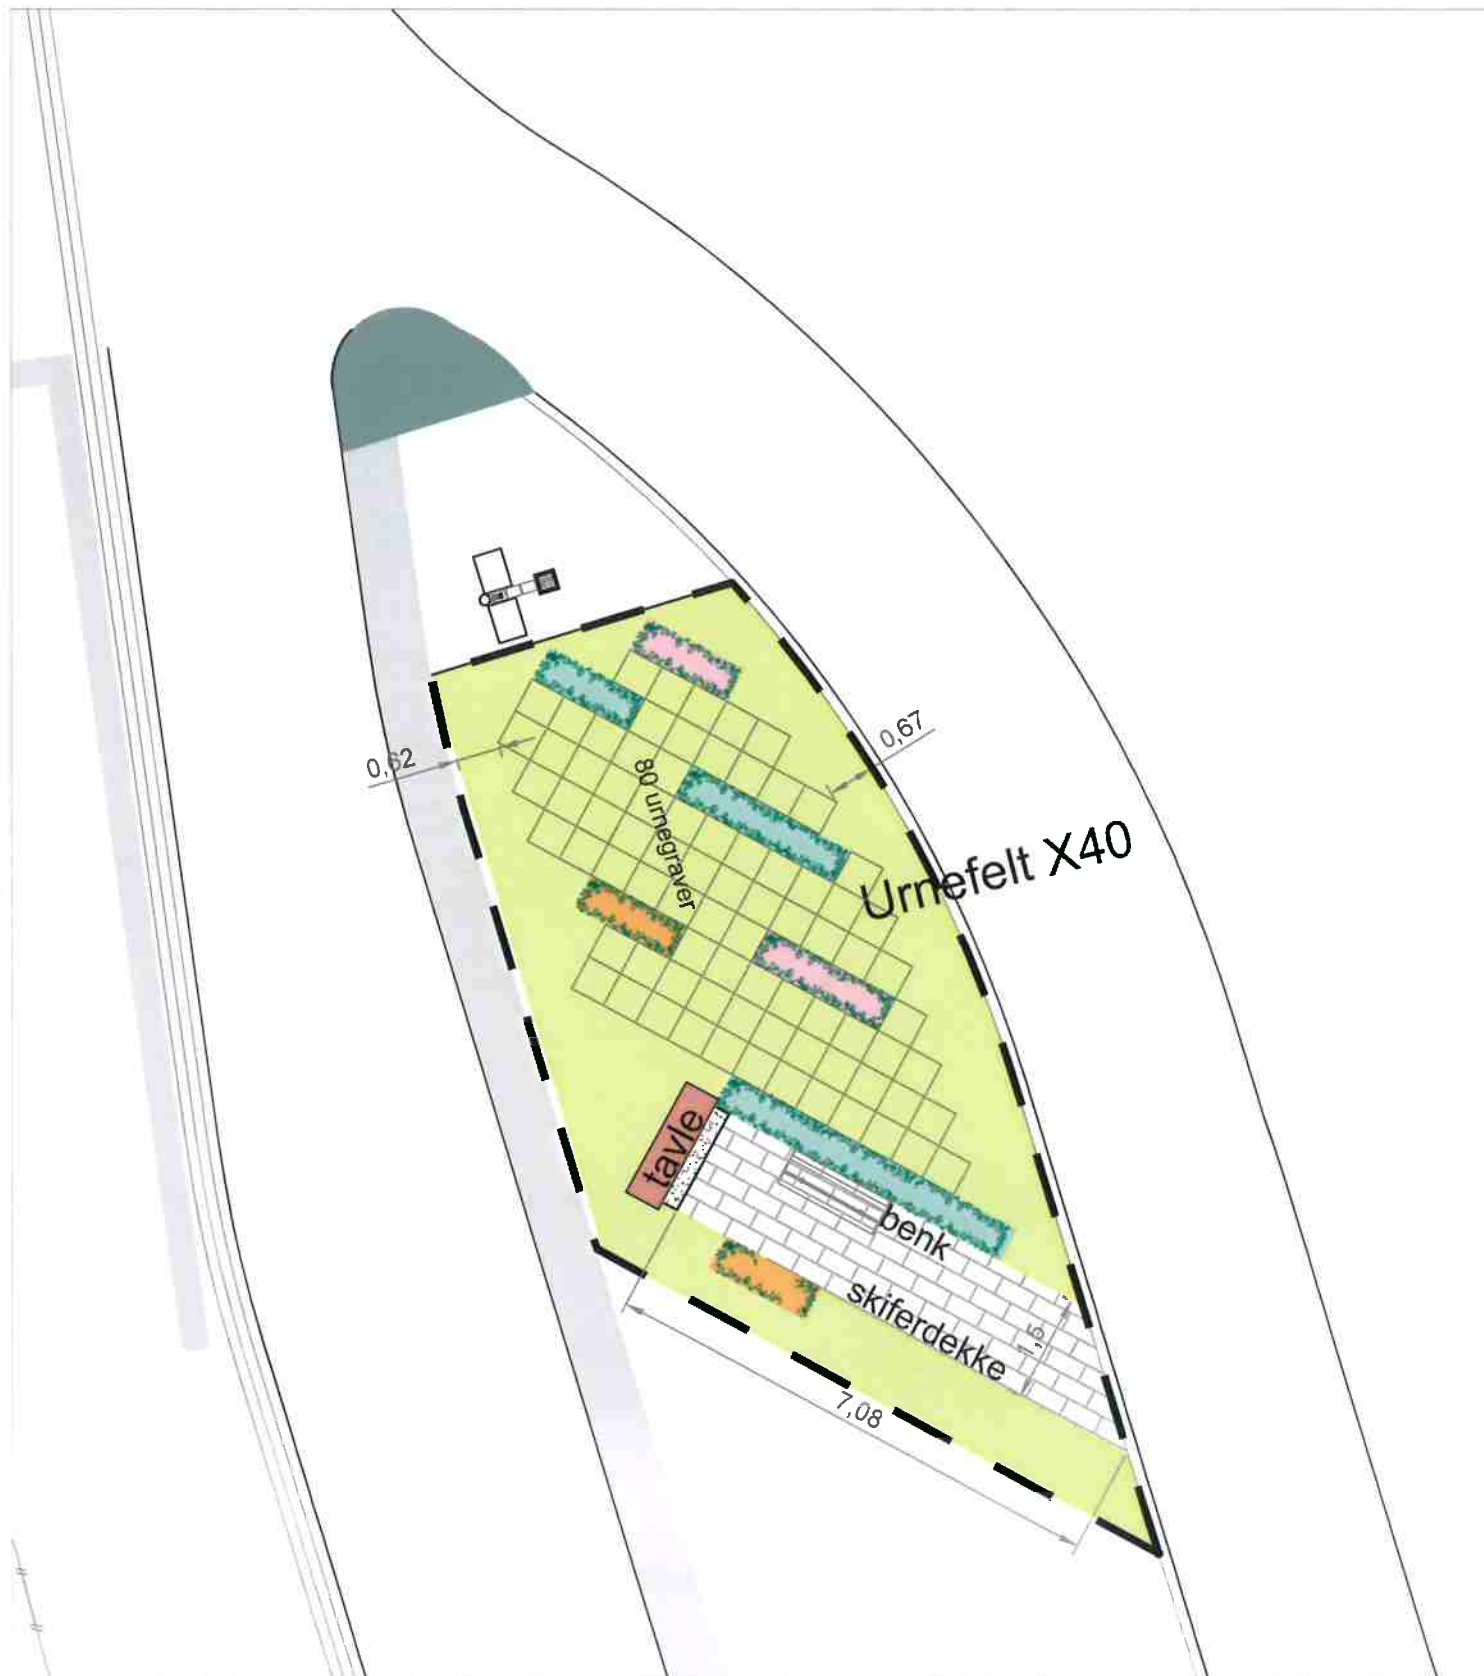 0,62
0,67
80 urnegraver
Urnefelt X40
tavle
benk
skiferdekke
1,5
7,08